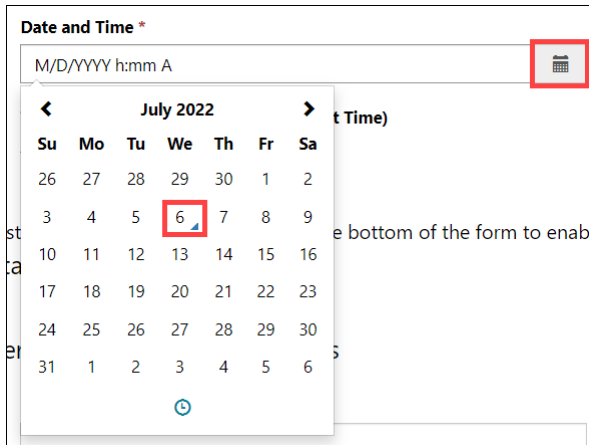 Date and Time *
M/D/YYYY h:mm A
July 2022
t Time)
Su Mo Tu We Th Fr Sa
26 27 28 29 30 1 2
3 4 5 6 7 8 9
st e bottom of the form to enab
10 11 12 13 14 15 16
ta
17 18 19 20 21 22 23
24 25 26 27 28 29 30
er s
31 1 2 3 4 5 6